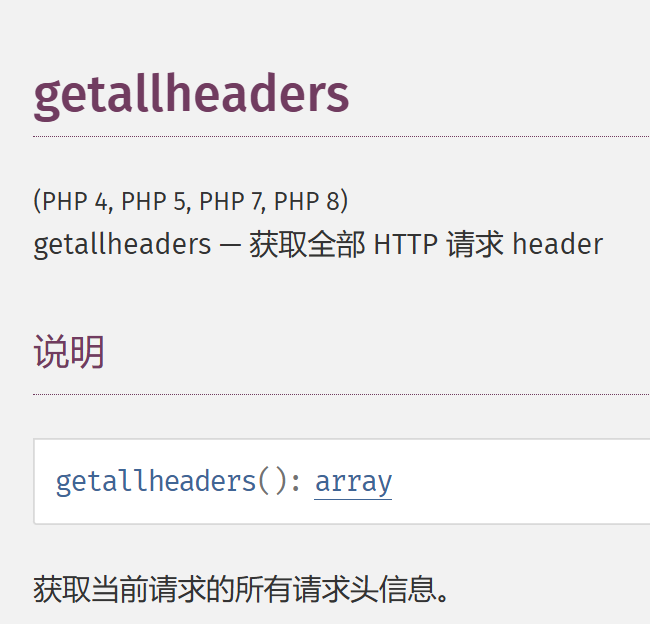 getallheaders
(PHP 4, PHP 5, PHP 7, PHP 8)
getallheaders — 获取全部 HTTP 请求 header
说明
getallheaders(): array
获取当前请求的所有请求头信息。